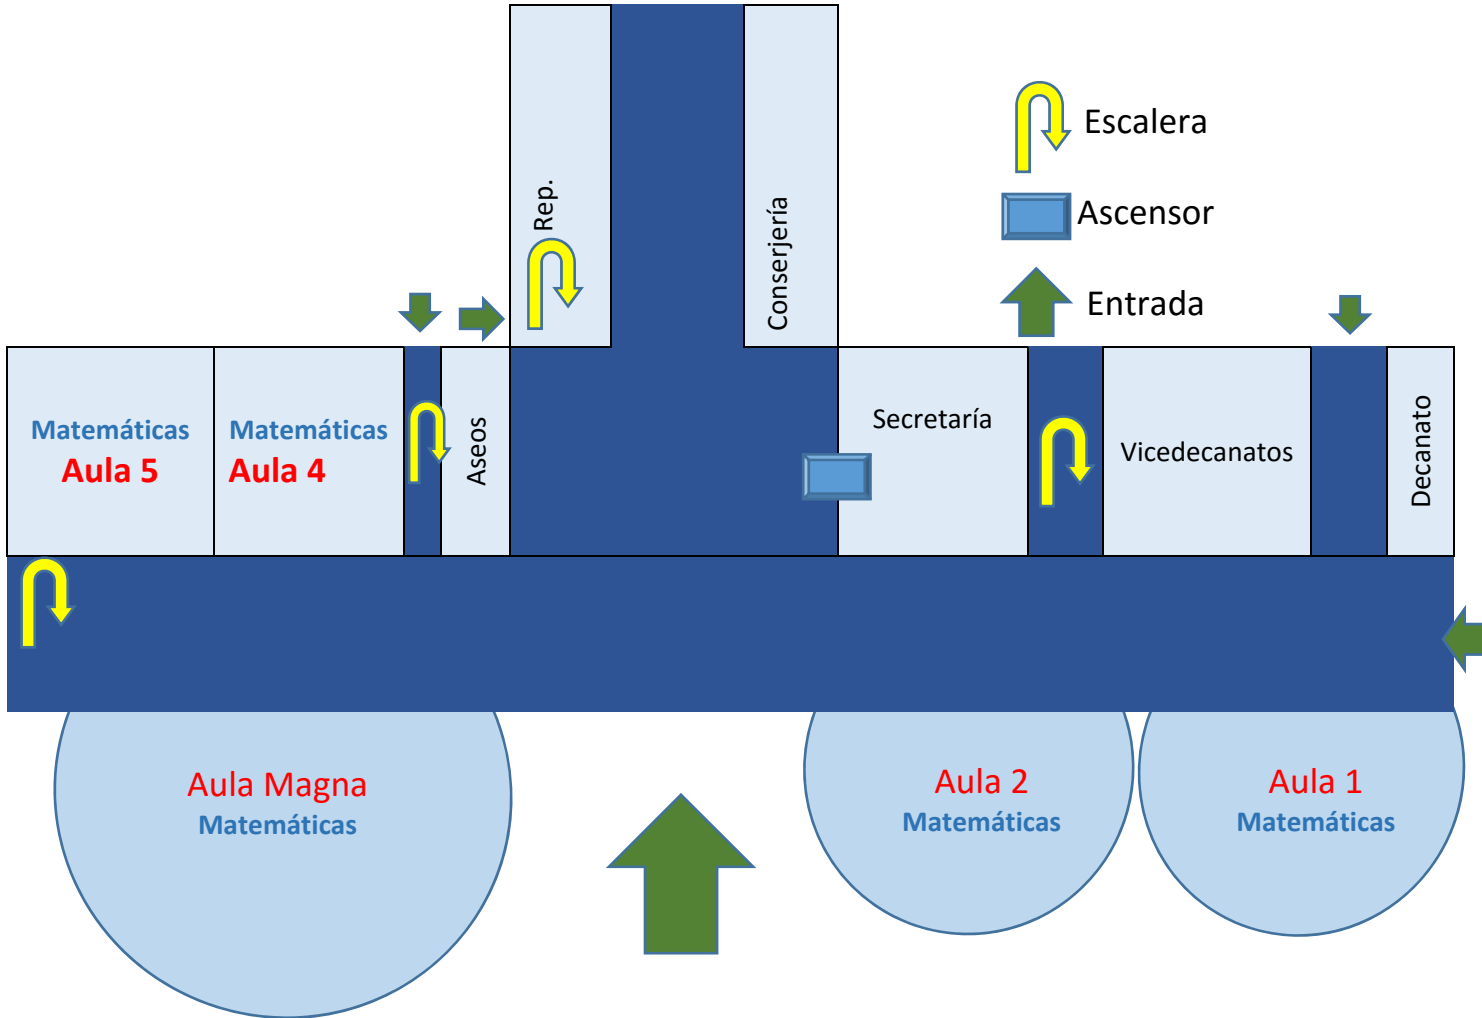 Escalera
Ascensor
Entrada
Rep.
Conserjería
Matemáticas
Aula 5
Matemáticas
Aula 4
Aseos
Secretaría
Vicedecanatos
Decanato
Aula Magna
Matemáticas
Aula 2
Matemáticas
Aula 1
Matemáticas